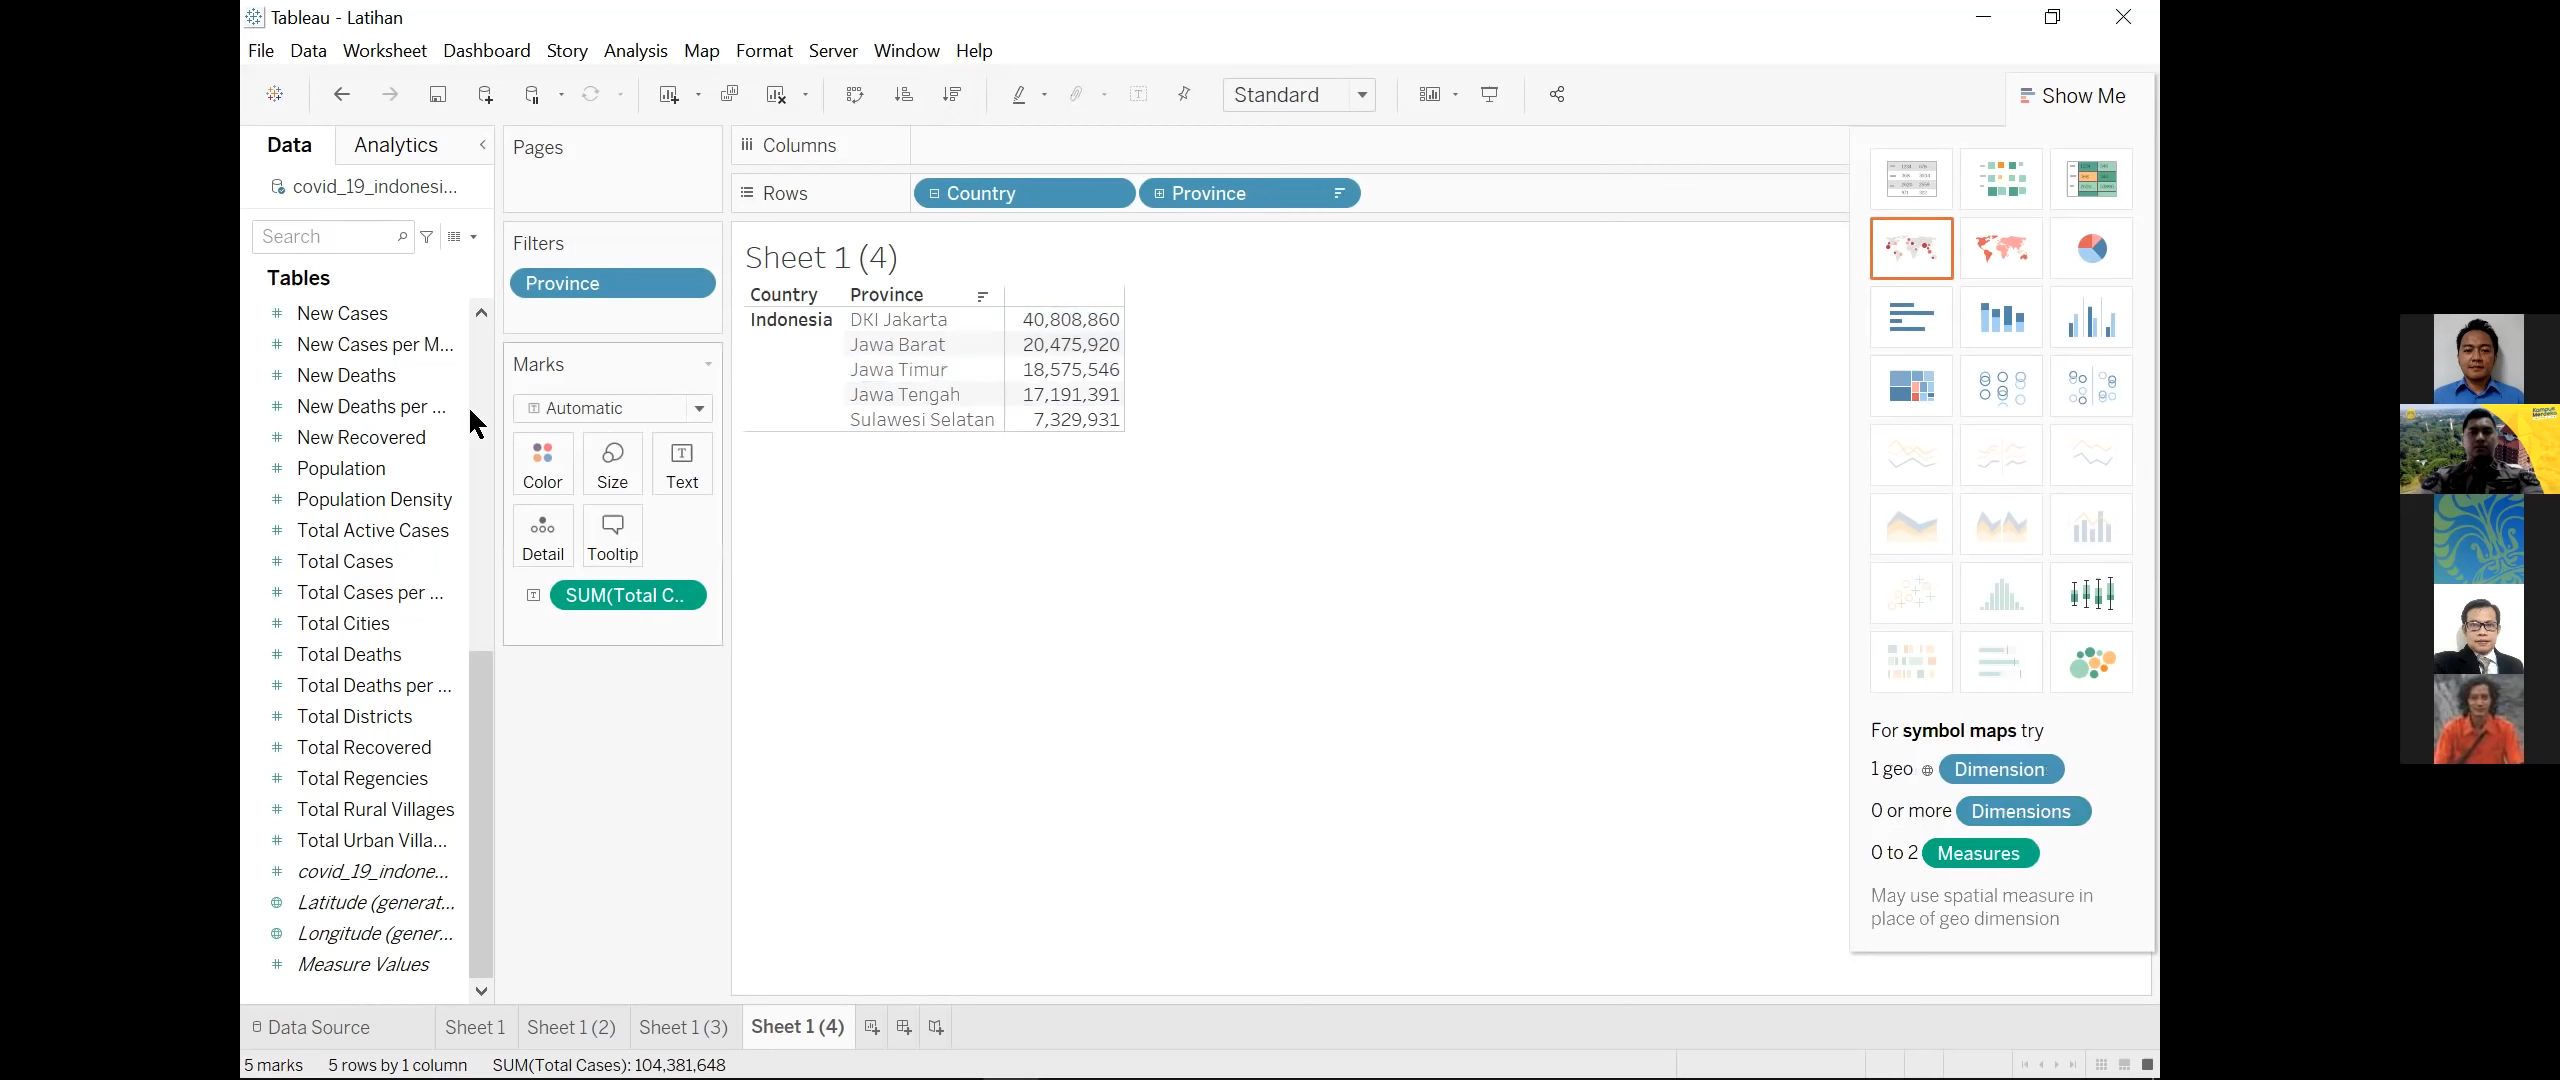 Tableau - Latihan
File Data Worksheet Dashboard Story Analysis Map Format Server Window Help
Standard
Show Me
Data Analytics
covid_19_indonesi...
Search
Tables
New Cases
New Cases per M...
New Deaths
New Deaths per ...
New Recovered
Population
Population Density
Total Active Cases
Total Cases
Total Cases per ...
Total Cities
Total Deaths
Total Deaths per ...
Total Districts
Total Recovered
Total Regencies
Total Rural Villages
Total Urban Villa...
covid_19_indone...
Latitude (generat...
Longitude (gener...
Measure Values
Pages
Filters
Province
Marks
Automatic
Color Size Text
Detail Tooltip
SUM(Total C..
Columns
Rows Country Province
Sheet 1 (4)
Country Province
Indonesia DKI Jakarta 40,808,860
Jawa Barat 20,475,920
Jawa Timur 18,575,546
Jawa Tengah 17,191,391
Sulawesi Selatan 7,329,931
For symbol maps try
1 geo Dimension
0 or more Dimensions
0 to 2 Measures
May use spatial measure in
place of geo dimension
Data Source Sheet 1 Sheet 1 (2) Sheet 1 (3) Sheet 1 (4)
5 marks 5 rows by 1 column SUM(Total Cases): 104,381,648
Kampus
Merdeka